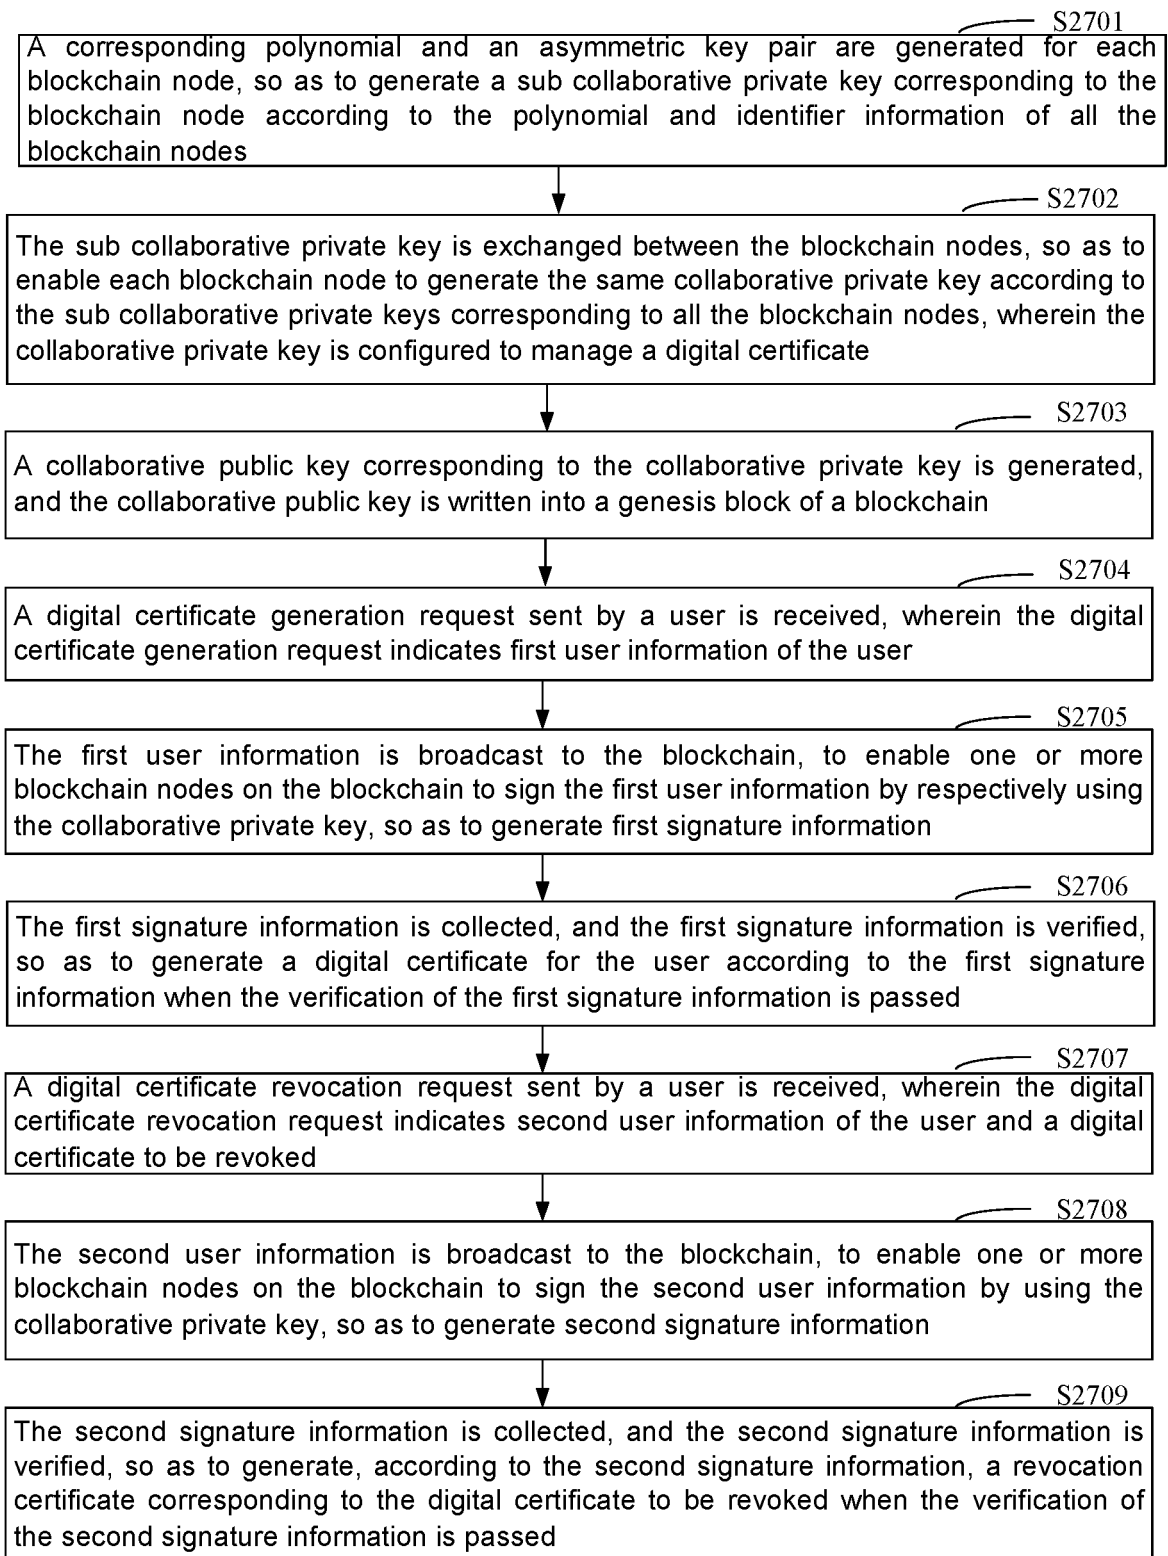 S2701
A corresponding polynomial and an asymmetric key pair are generated for each
blockchain node, so as to generate a sub collaborative private key corresponding to the
blockchain node according to the polynomial and identifier information of all the
blockchain nodes
S2702
The sub collaborative private key is exchanged between the blockchain nodes, so as to
enable each blockchain node to generate the same collaborative private key according to
the sub collaborative private keys corresponding to all the blockchain nodes, wherein the
collaborative private key is configured to manage a digital certificate
S2703
A collaborative public key corresponding to the collaborative private key is generated,
and the collaborative public key is written into a genesis block of a blockchain
S2704
A digital certificate generation request sent by a user is received, wherein the digital
certificate generation request indicates first user information of the user
S2705
The first user information is broadcast to the blockchain, to enable one or more
blockchain nodes on the blockchain to sign the first user information by respectively using
the collaborative private key, so as to generate first signature information
S2706
The first signature information is collected, and the first signature information is verified,
so as to generate a digital certificate for the user according to the first signature
information when the verification of the first signature information is passed
S2707
A digital certificate revocation request sent by a user is received, wherein the digital
certificate revocation request indicates second user information of the user and a digital
certificate to be revoked
S2708
The second user information is broadcast to the blockchain, to enable one or more
blockchain nodes on the blockchain to sign the second user information by using the
collaborative private key, so as to generate second signature information
S2709
The second signature information is collected, and the second signature information is
verified, so as to generate, according to the second signature information, a revocation
certificate corresponding to the digital certificate to be revoked when the verification of
the second signature information is passed